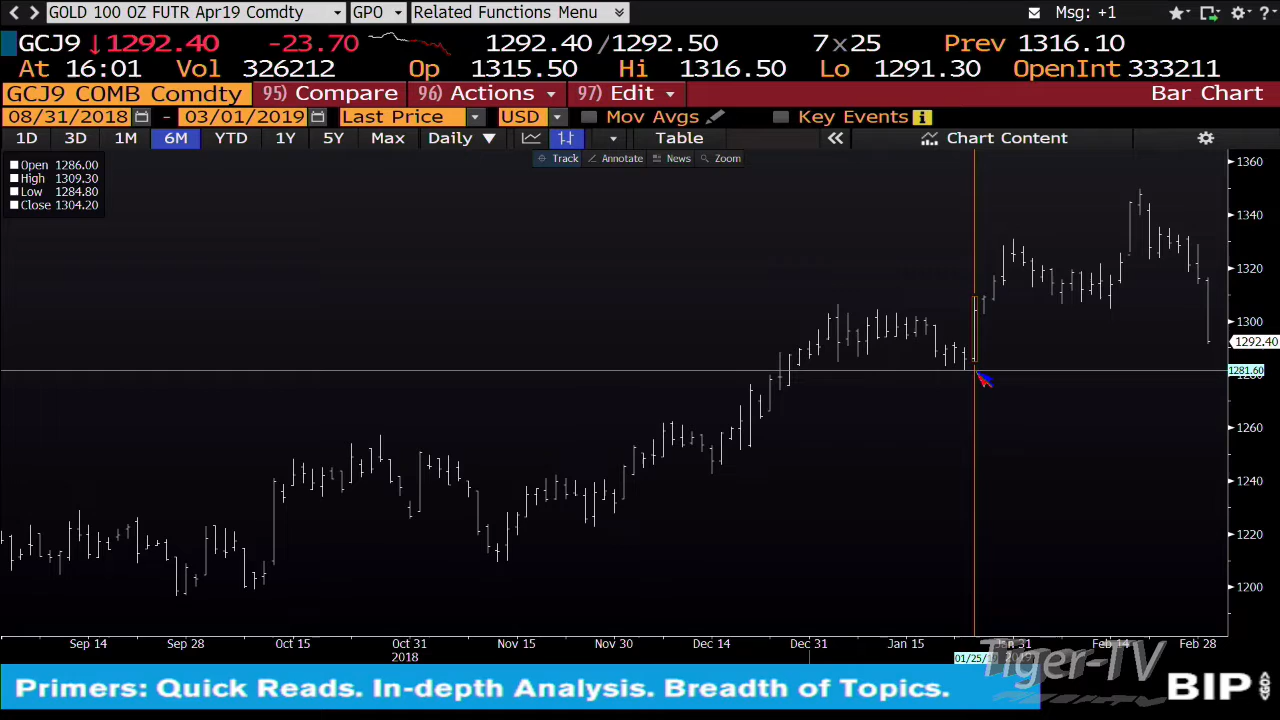 GOLD 100 OZ FUTR Apr19 Comdty GPO Related Functions Menu Msg: +1 ?
GCJ9 ↓1292.40 -23.70 1292.40/1292.50 7x25 Prev 1316.10
At 16:01 Vol 326212 Op 1315.50 Hi 1316.50 Lo 1291.30 OpenInt 333211
GCJ9 COMB Comdty 95) Compare 96) Actions 97) Edit Bar Chart
08/31/2018 - 03/01/2019 Last Price USD Mov Avgs Key Events i
1D 3D 1M 6M YTD 1Y 5Y Max Daily ▼ Table « Chart Content
Track Annotate News Zoom
Open 1286.00
High 1309.30
Low 1284.80
Close 1304.20
1360
1340
1320
1300
1292.40
1281.60
1280
1260
1240
1220
1200
Sep 14 Sep 28 Oct 15 Oct 31 Nov 15 Nov 30 Dec 14 Dec 31 Jan 15 Jan 31 Feb 14 Feb 28
2018 01/25/1 2019
Tiger-TV
Primers: Quick Reads. In-depth Analysis. Breadth of Topics.
BIP